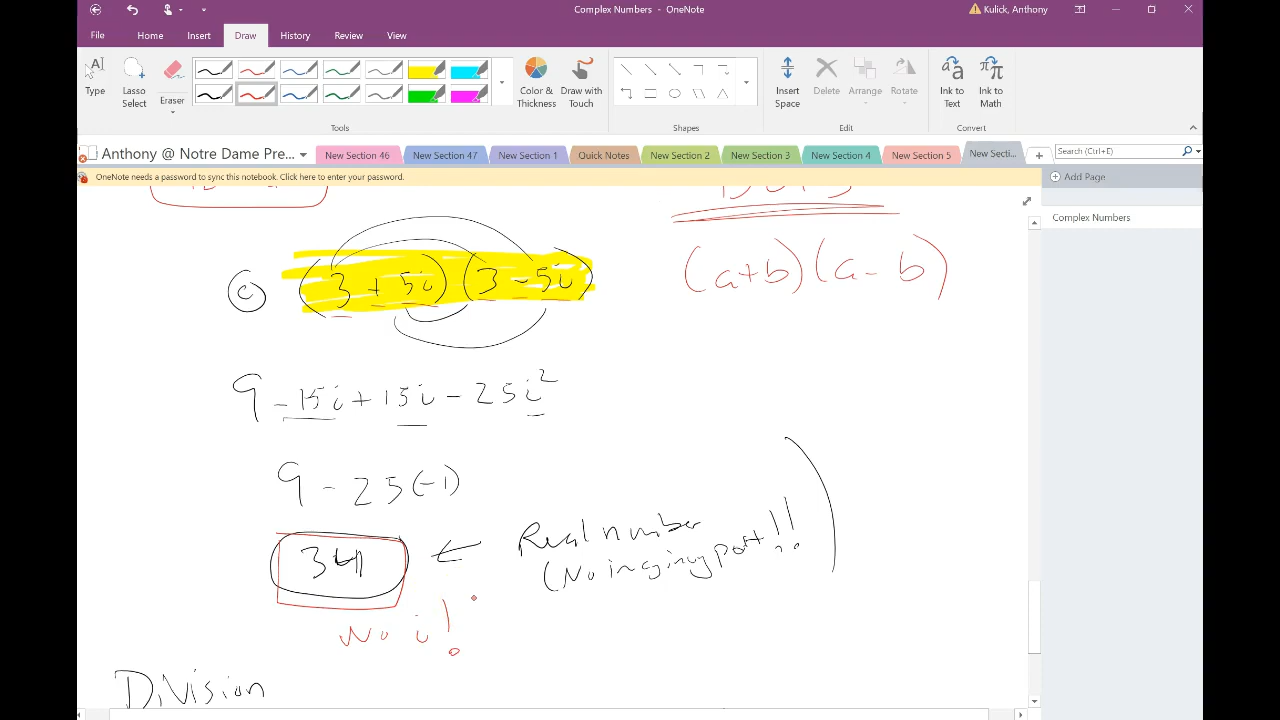 Complex Numbers - OneNote
Kulick, Anthony
File Home Insert Draw History Review View
Type
Lasso Select
Eraser
Color & Thickness
Draw with Touch
Insert Space
Delete
Arrange
Rotate
Ink to Text
Ink to Math
Tools Shapes Edit Convert
Anthony @ Notre Dame Pre... New Section 46 New Section 47 New Section 1 Quick Notes New Section 2 New Section 3 New Section 4 New Section 5 New Secti...
Search (Ctrl+E)
OneNote needs a password to sync this notebook. Click here to enter your password.
Add Page
Complex Numbers
(a+b)(a-b)
c (3+5i)(3-5i)
9 - 15i + 15i - 25i²
9 - 25(-1)
34 ← Real number
(No imaginary part!!)
No i!
Division